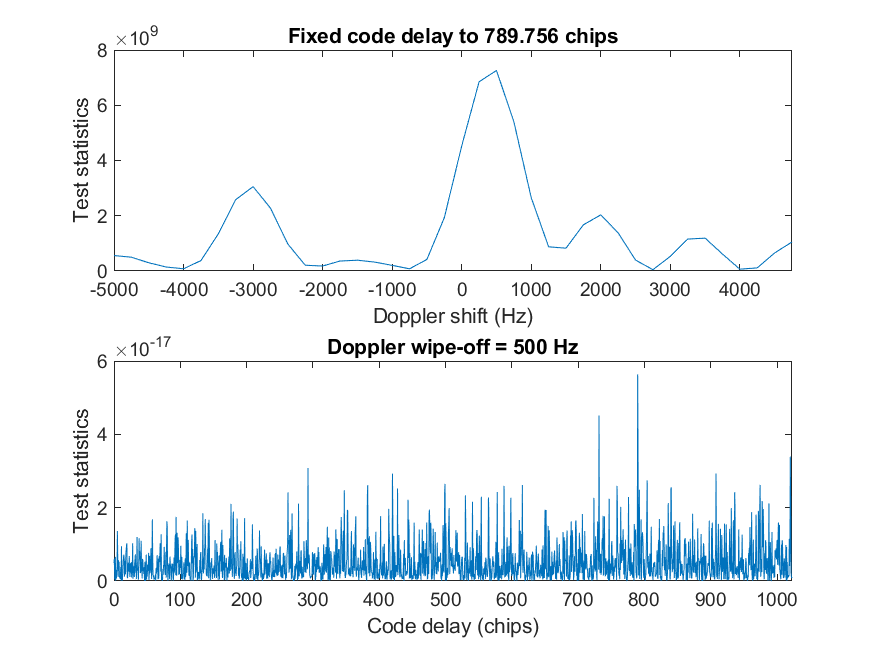 ×10^9
Fixed code delay to 789.756 chips
8
6
4
2
0
Test statistics
-5000 -4000 -3000 -2000 -1000 0 1000 2000 3000 4000
Doppler shift (Hz)
×10^-17
Doppler wipe-off = 500 Hz
6
4
2
0
Test statistics
0 100 200 300 400 500 600 700 800 900 1000
Code delay (chips)